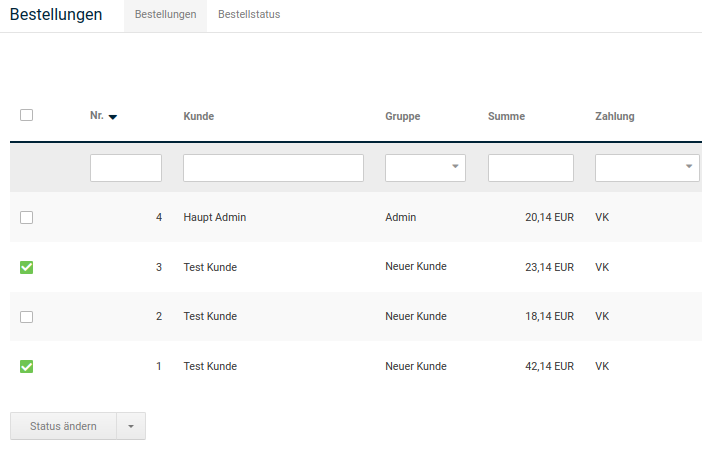 Bestellungen Bestellungen Bestellstatus
Nr. Kunde Gruppe Summe Zahlung
4 Haupt Admin Admin 20,14 EUR VK
3 Test Kunde Neuer Kunde 23,14 EUR VK
2 Test Kunde Neuer Kunde 18,14 EUR VK
1 Test Kunde Neuer Kunde 42,14 EUR VK
Status ändern